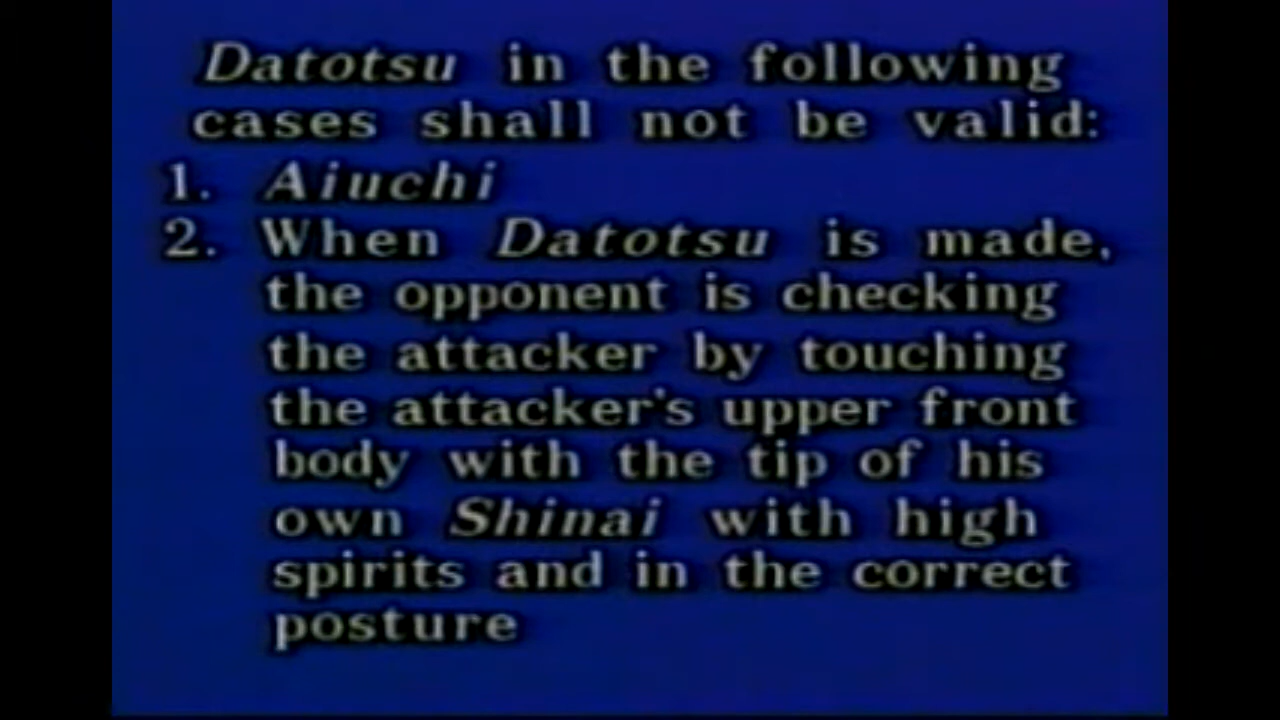 Datotsu in the following
cases shall not be valid:
1. Aiuchi
2. When Datotsu is made,
the opponent is checking
the attacker by touching
the attacker's upper front
body with the tip of his
own Shinai with high
spirits and in the correct
posture